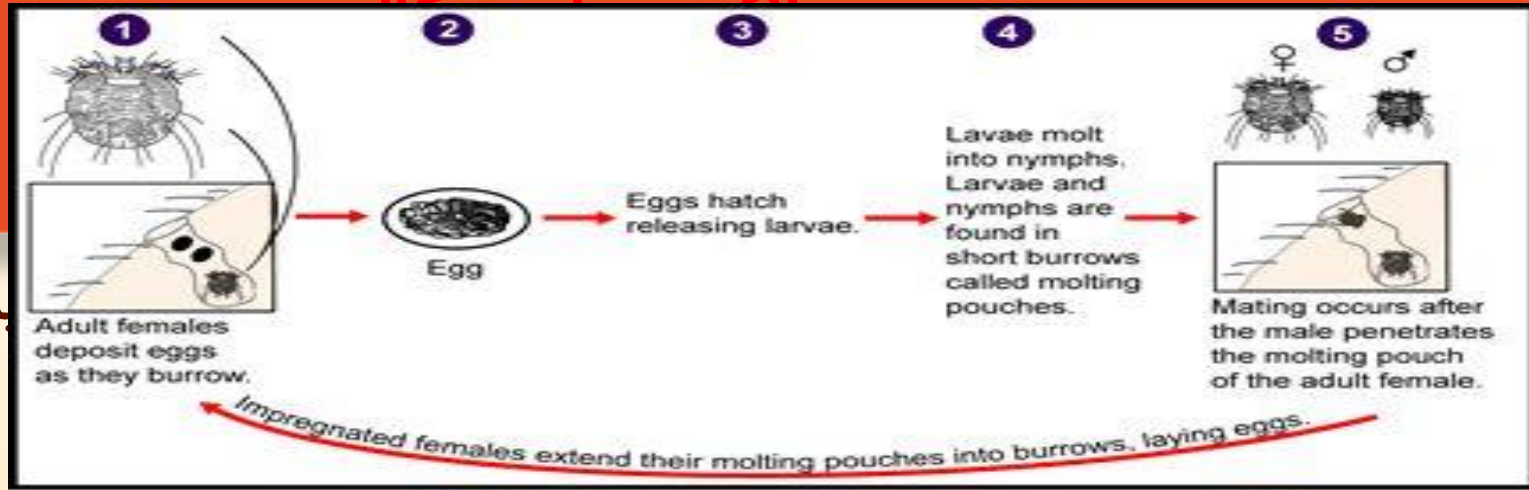 1
2
3
4
5
♀
♂
Adult females
deposit eggs
as they burrow.
Egg
Eggs hatch
releasing larvae.
Lavae molt
into nymphs.
Larvae and
nymphs are
found in
short burrows
called molting
pouches.
Mating occurs after
the male penetrates
the molting pouch
of the adult female.
Impregnated females extend their molting pouches into burrows, laying eggs.